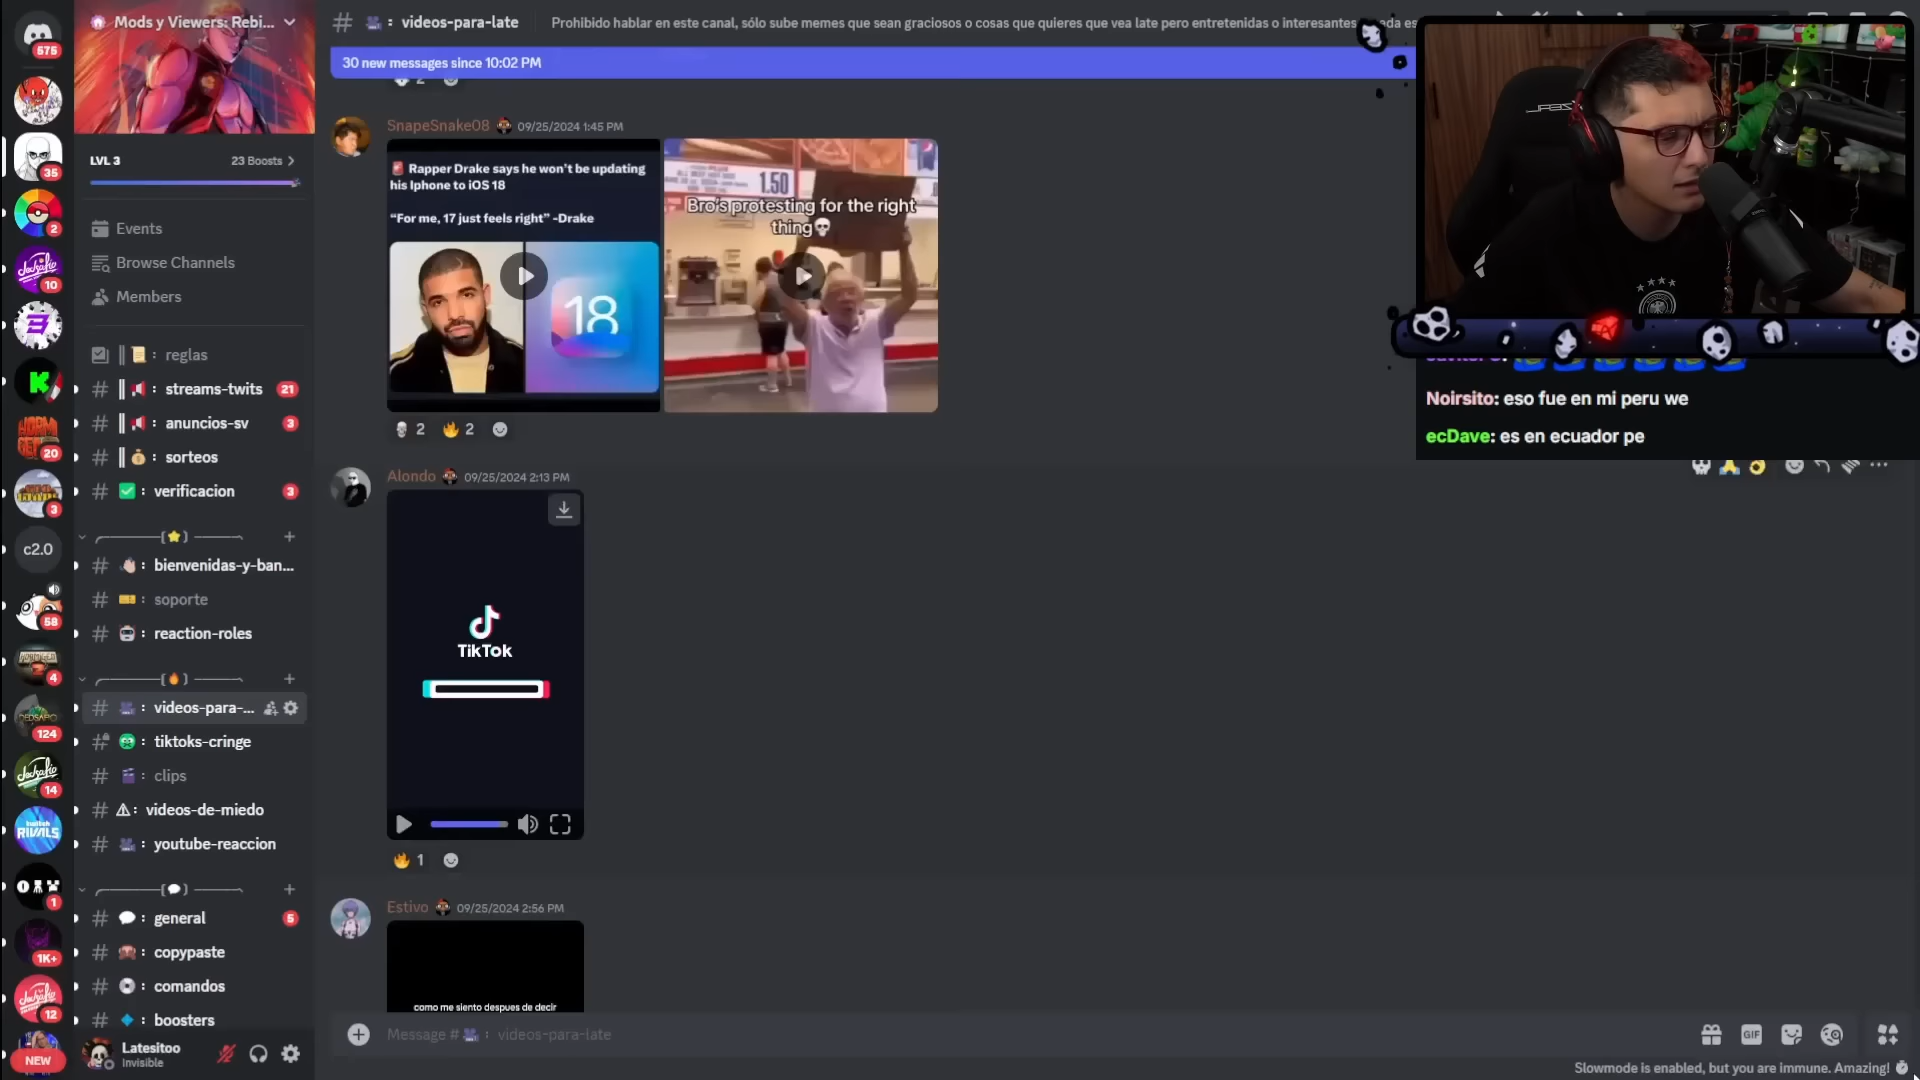 575
Mods y Viewers: Rebi...
LVL 3
23 Boosts
Events
Browse Channels
Members
reglas
streams-twits
21
anuncios-sv
3
sorteos
verificacion
3
bienvenidas-y-ban...
soporte
reaction-roles
videos-para-...
tiktoks-cringe
clips
videos-de-miedo
youtube-reaccion
general
5
copypaste
comandos
boosters
Latesitoo
Invisible
35
2
10
20
3
c2.0
58
4
124
14
RIVALS
1
1K+
12
NEW
: videos-para-late
Prohibido hablar en este canal, sólo sube memes que sean graciosos o cosas que quieres que vea late pero entretenidas o interesantes
30 new messages since 10:02 PM
2
SnapeSnake08 09/25/2024 1:45 PM
Rapper Drake says he won't be updating
his Iphone to iOS 18
“For me, 17 just feels right” -Drake
18
1.50
Bro's protesting for the right
thing
2 2
Alondo 09/25/2024 2:13 PM
TikTok
1
Estivo 09/25/2024 2:56 PM
como me siento despues de decir
Message # : videos-para-late
GIF
Slowmode is enabled, but you are immune. Amazing!
Noirsito: eso fue en mi peru we
ecDave: es en ecuador pe